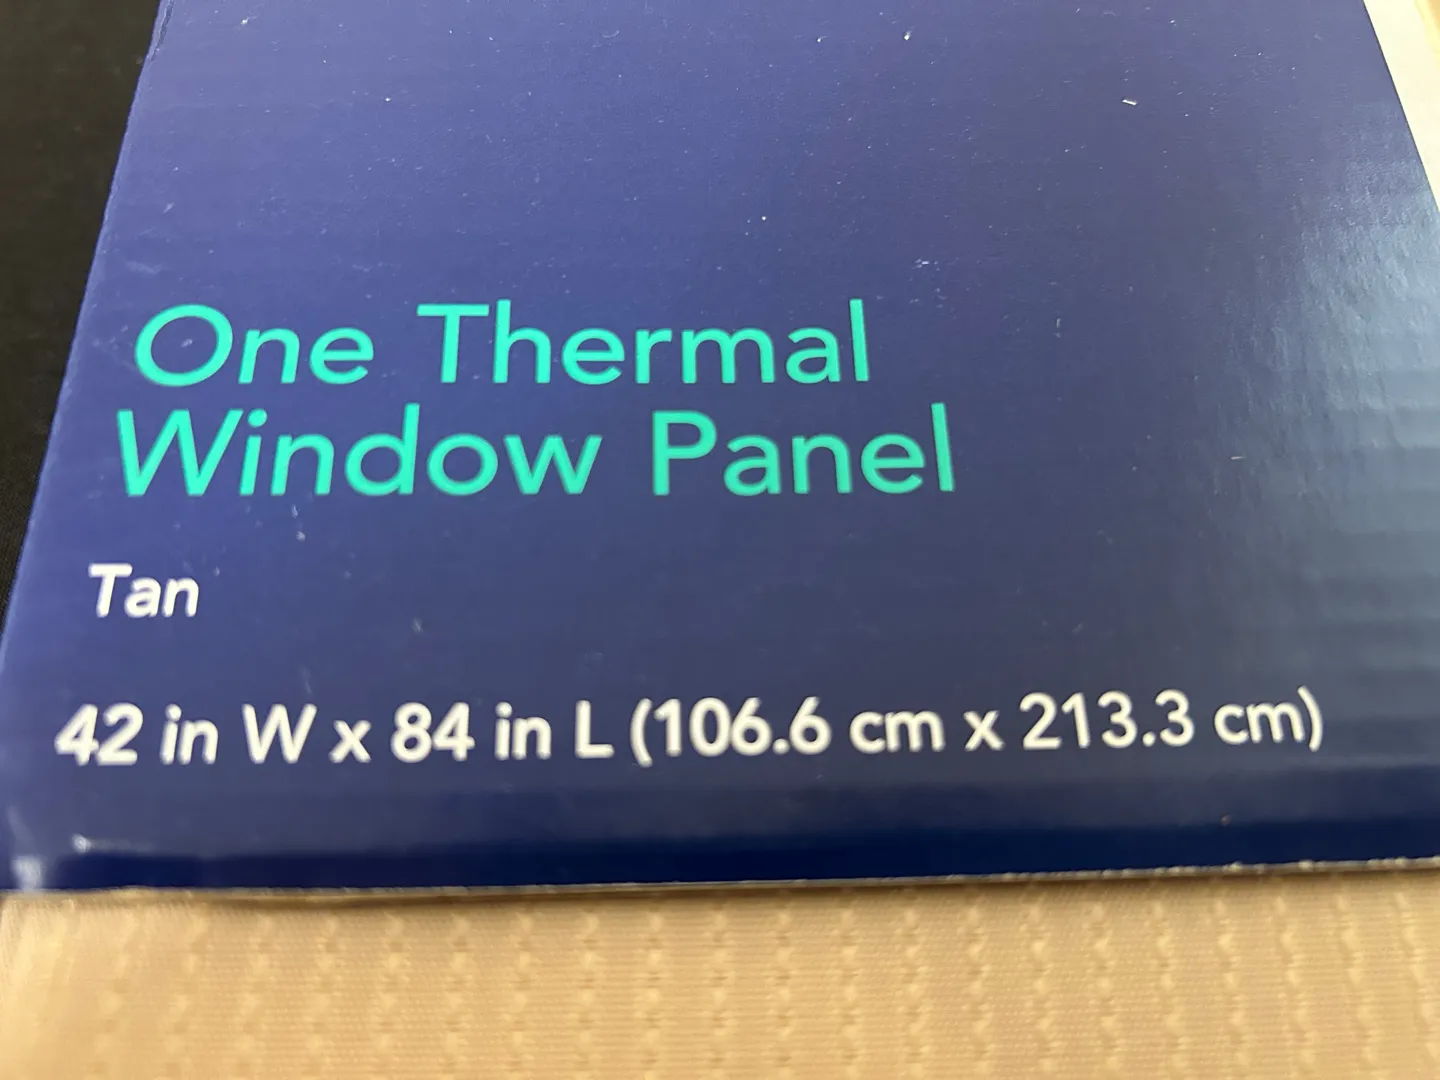 One Thermal
Window Panel
Tan
42 in W x 84 in L (106.6 cm x 213.3 cm)